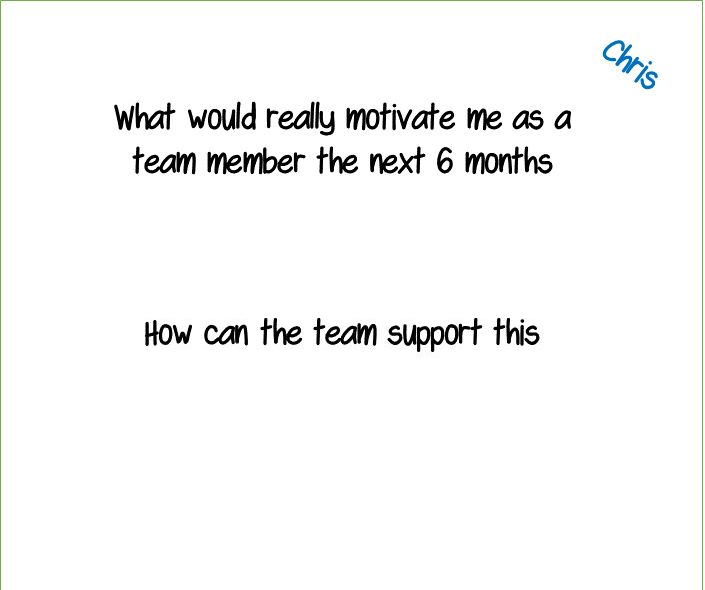 Chris
What would really motivate me as a
team member the next 6 months
How can the team support this